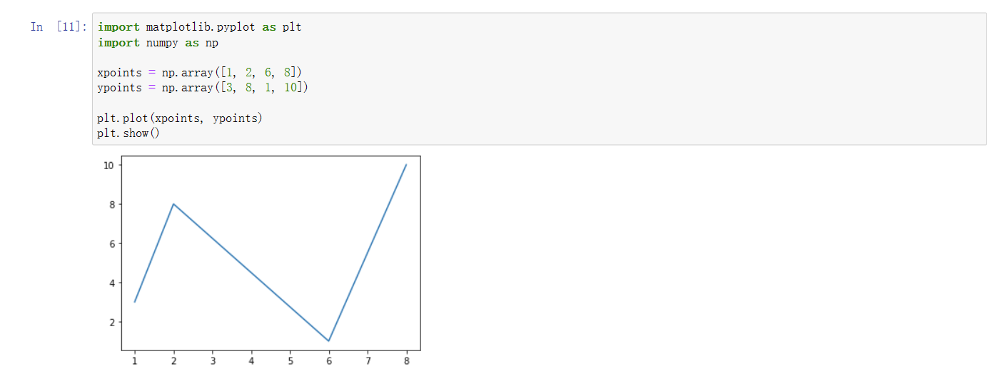 In [11]: import matplotlib.pyplot as plt
import numpy as np
xpoints = np.array([1, 2, 6, 8])
ypoints = np.array([3, 8, 1, 10])
plt.plot(xpoints, ypoints)
plt.show()
10
8
6
4
2
1 2 3 4 5 6 7 8